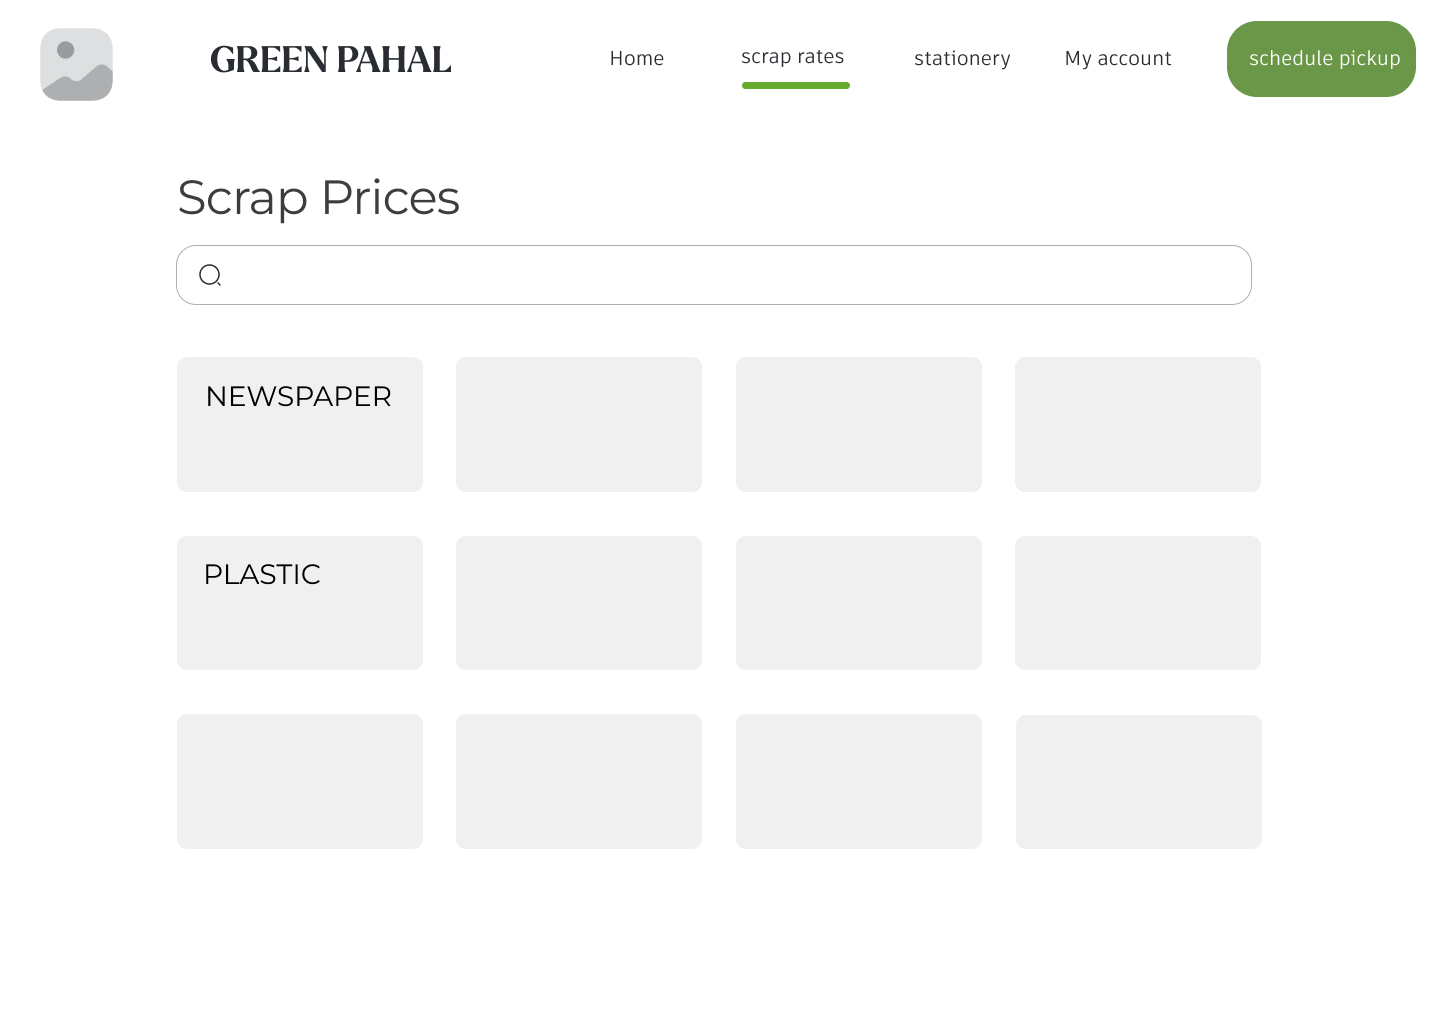 GREEN PAHAL
Home
scrap rates
stationery
My account
schedule pickup
Scrap Prices
NEWSPAPER
PLASTIC